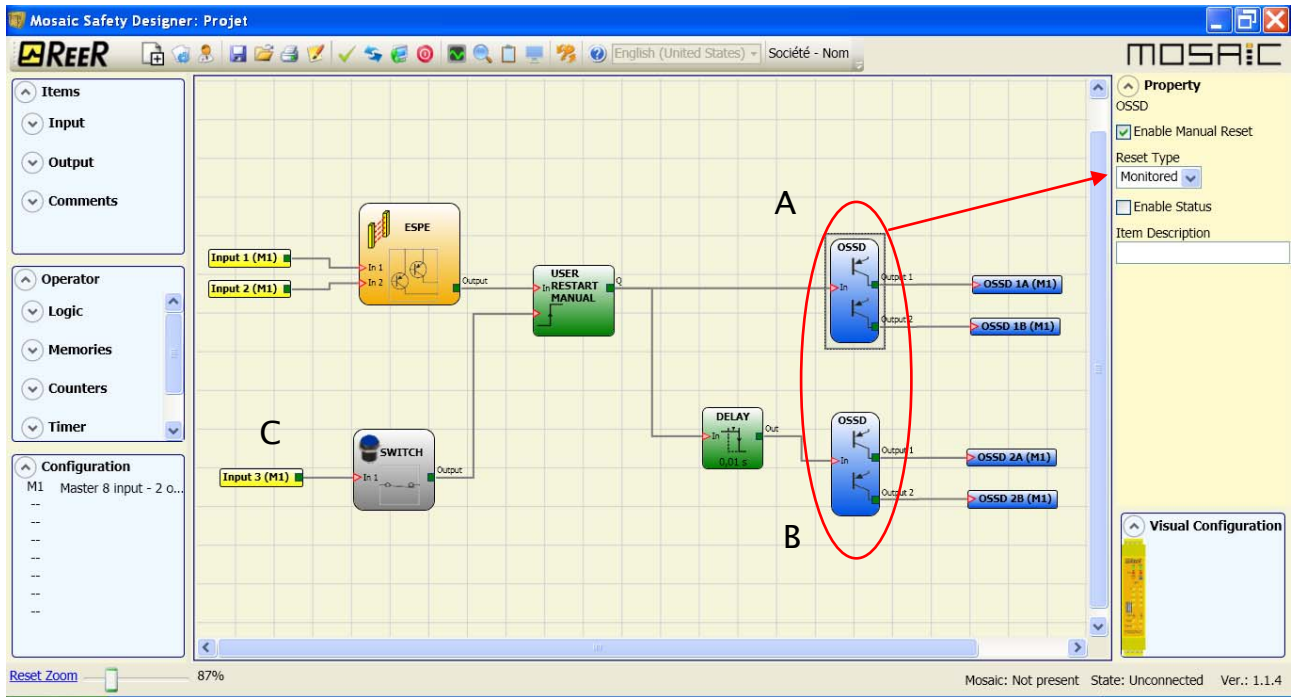 Mosaic Safety Designer: Projet
REER
English (United States)
Société - Nom
MOSAIC
Items
Input
Output
Comments
Operator
Logic
Memories
Counters
Timer
Configuration
M1 Master 8 input - 2 o...
--
--
--
--
--
--
--
A
B
C
Input 1 (M1)
Input 2 (M1)
ESPE
In 1
In 2
Output
USER
RESTART
MANUAL
In
Q
Input 3 (M1)
SWITCH
In 1
Output
DELAY
In
Out
0,01 s
OSSD
In
Output 1
Output 2
OSSD 1A (M1)
OSSD 1B (M1)
OSSD
In
Output 1
Output 2
OSSD 2A (M1)
OSSD 2B (M1)
Property
OSSD
Enable Manual Reset
Reset Type
Monitored
Enable Status
Item Description
Visual Configuration
Reset Zoom
87%
Mosaic: Not present State: Unconnected Ver.: 1.1.4